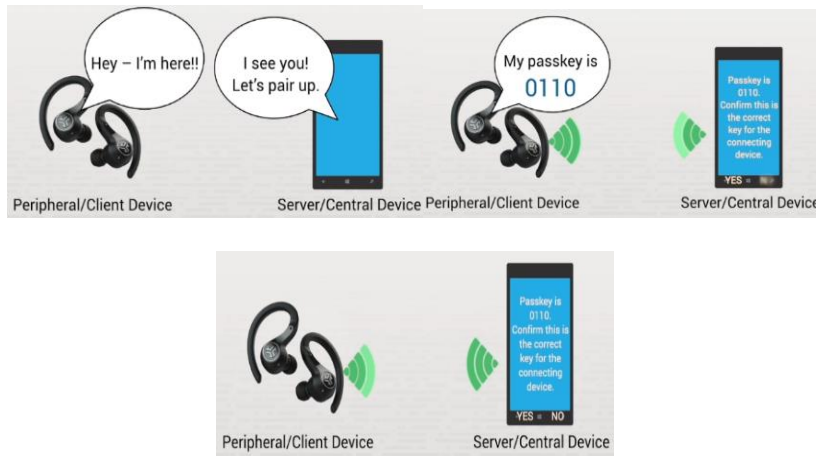 Hey – I'm here!!
I see you!
Let's pair up.
Peripheral/Client Device
Server/Central Device
My passkey is
0110
Passkey is
0110.
Confirm this is
the correct
key for the
connecting
device.
YES
Peripheral/Client Device
Server/Central Device
Passkey is
0110.
Confirm this is
the correct
key for the
connecting
device.
YES NO
Peripheral/Client Device
Server/Central Device